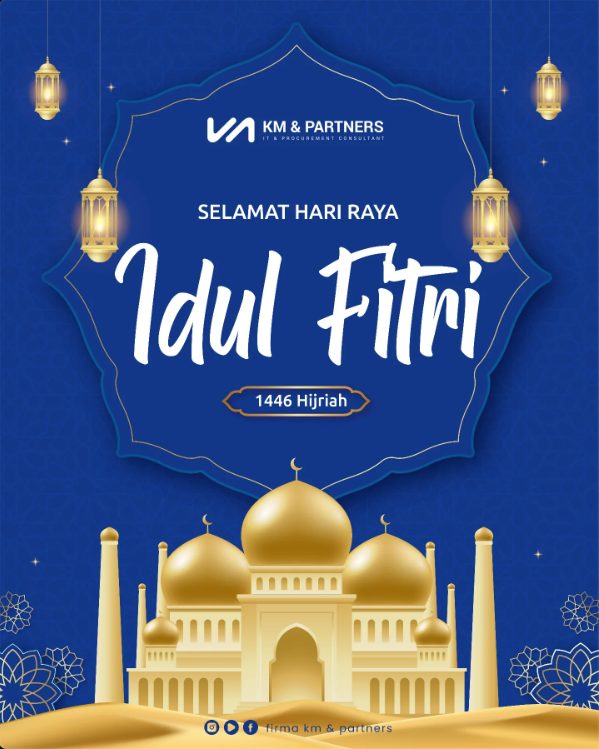 KM & PARTNERS
IT & PROCUREMENT CONSULTANT
SELAMAT HARI RAYA
Idul Fitri
1446 Hijriah
firma km & partners